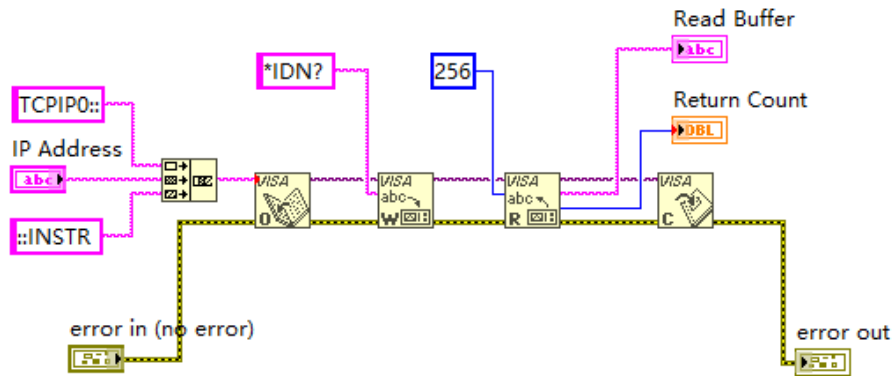 Read Buffer
*IDN?
256
abc
TCPIP0::
Return Count
IP Address
DBL
abc
VISA
VISA
VISA
VISA
abc
abc
O
W
R
C
::INSTR
error in (no error)
error out